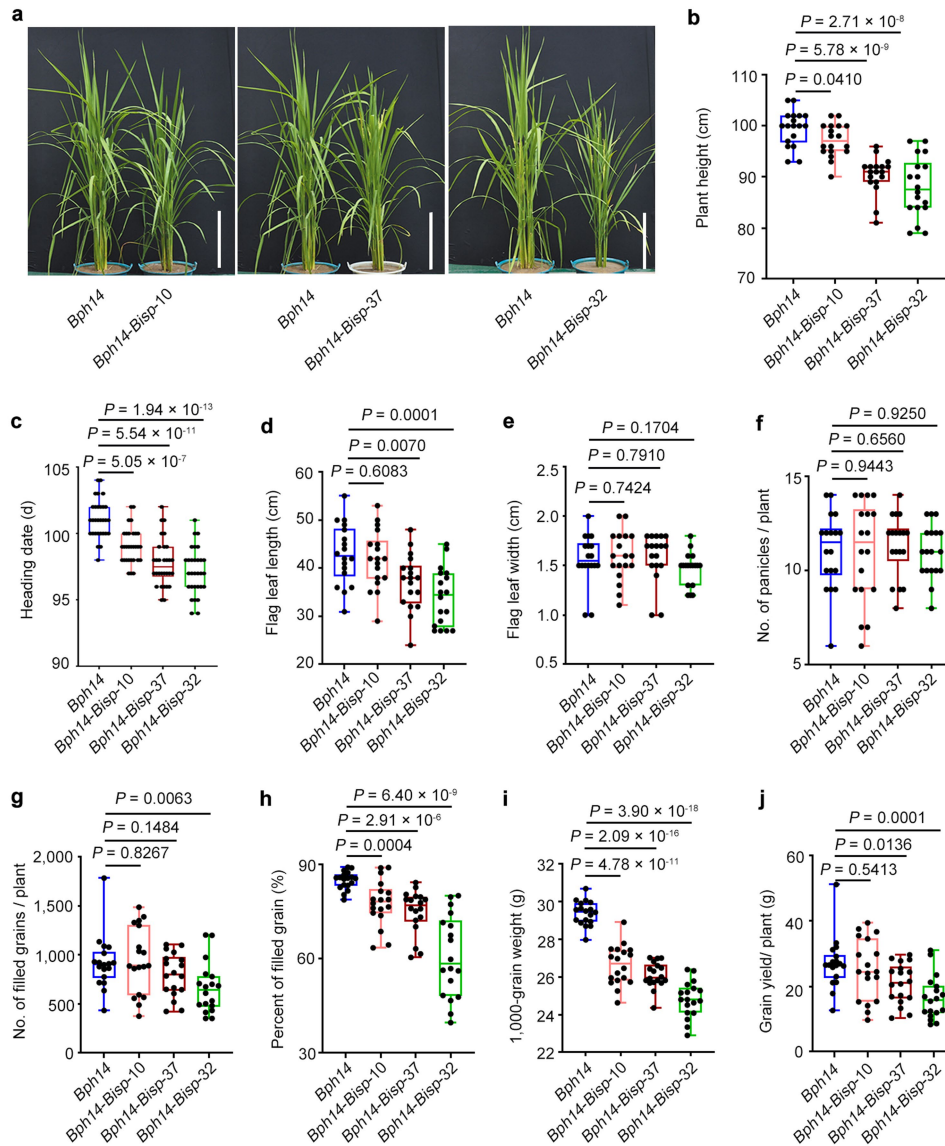 a
Bph14
Bph14-Bisp-10
Bph14
Bph14-Bisp-37
Bph14
Bph14-Bisp-32
b
P = 2.71 × 10⁻⁸
P = 5.78 × 10⁻⁹
P = 0.0410
Plant height (cm)
110
100
90
80
70
Bph14
Bph14-Bisp-10
Bph14-Bisp-37
Bph14-Bisp-32
c
P = 1.94 × 10⁻¹³
P = 5.54 × 10⁻¹¹
P = 5.05 × 10⁻⁷
Heading date (d)
105
100
95
90
Bph14
Bph14-Bisp-10
Bph14-Bisp-37
Bph14-Bisp-32
d
P = 0.0001
P = 0.0070
P = 0.6083
Flag leaf length (cm)
60
50
40
30
20
Bph14
Bph14-Bisp-10
Bph14-Bisp-37
Bph14-Bisp-32
e
P = 0.1704
P = 0.7910
P = 0.7424
Flag leaf width (cm)
2.5
2.0
1.5
1.0
0.5
Bph14
Bph14-Bisp-10
Bph14-Bisp-37
Bph14-Bisp-32
f
P = 0.9250
P = 0.6560
P = 0.9443
No. of panicles / plant
15
10
5
Bph14
Bph14-Bisp-10
Bph14-Bisp-37
Bph14-Bisp-32
g
P = 0.0063
P = 0.1484
P = 0.8267
No. of filled grains / plant
2,000
1,500
1,000
500
0
Bph14
Bph14-Bisp-10
Bph14-Bisp-37
Bph14-Bisp-32
h
P = 6.40 × 10⁻⁹
P = 2.91 × 10⁻⁶
P = 0.0004
Percent of filled grain (%)
90
60
30
Bph14
Bph14-Bisp-10
Bph14-Bisp-37
Bph14-Bisp-32
i
P = 3.90 × 10⁻¹⁸
P = 2.09 × 10⁻¹⁶
P = 4.78 × 10⁻¹¹
1,000-grain weight (g)
32
30
28
26
24
22
Bph14
Bph14-Bisp-10
Bph14-Bisp-37
Bph14-Bisp-32
j
P = 0.0001
P = 0.0136
P = 0.5413
Grain yield/ plant (g)
60
40
20
0
Bph14
Bph14-Bisp-10
Bph14-Bisp-37
Bph14-Bisp-32